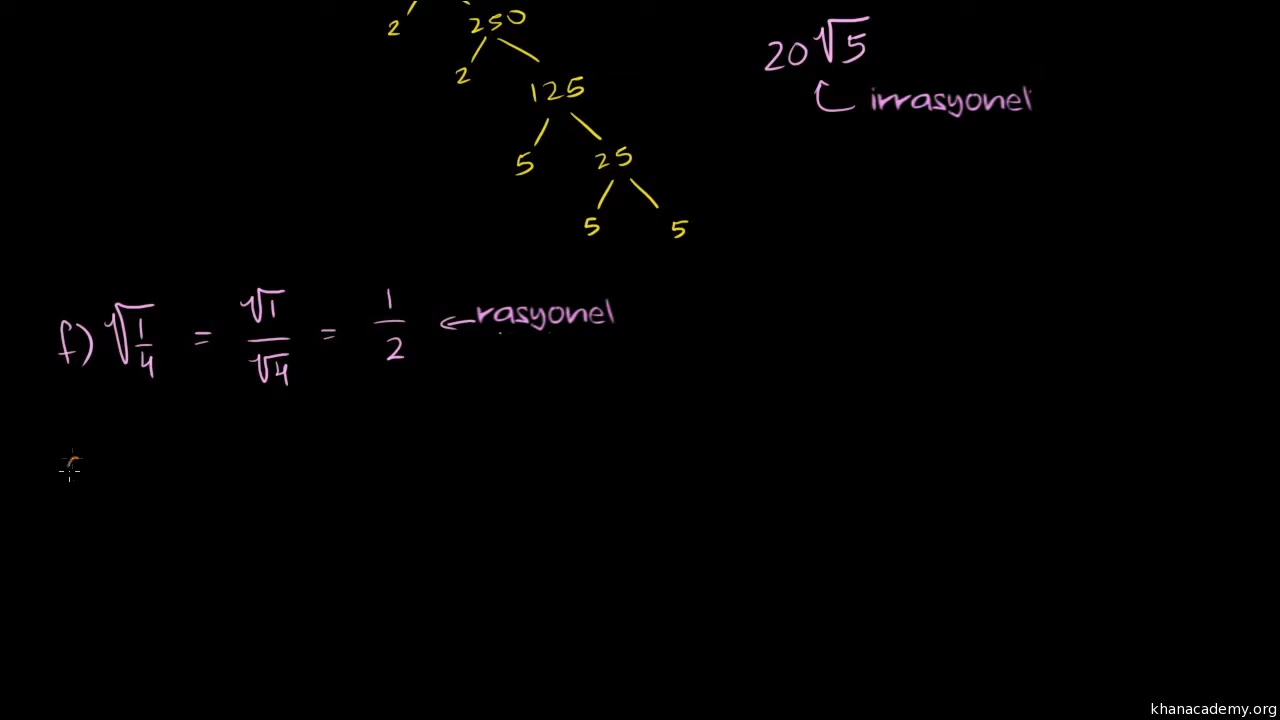 2 250
2 125
5 25
5 5
20√5
irrasyonel
f) √(1/4) = √1/√4 = 1/2 ← rasyonel
khanacademy.org